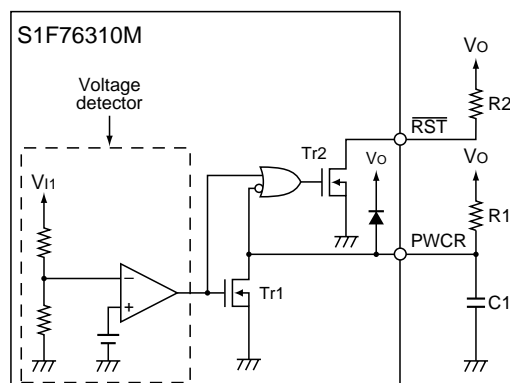 S1F76310M
Voltage
detector
VI1
−
+
Tr1
Tr2
VO
RST
PWCR
VO
R2
VO
R1
C1